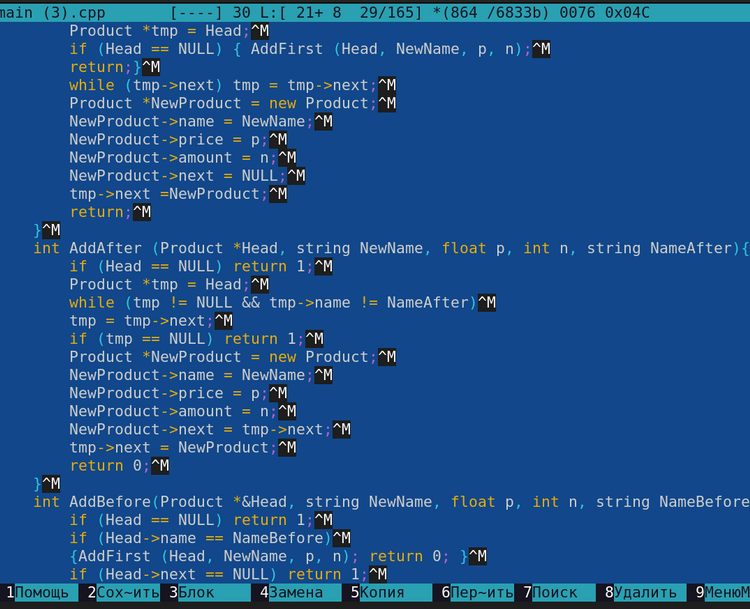 main (3).cpp [----] 30 L:[ 21+ 8 29/165] *(864 /6833b) 0076 0x04C
Product *tmp = Head;^M
if (Head == NULL) { AddFirst (Head, NewName, p, n);^M
return;}^M
while (tmp->next) tmp = tmp->next;^M
Product *NewProduct = new Product;^M
NewProduct->name = NewName;^M
NewProduct->price = p;^M
NewProduct->amount = n;^M
NewProduct->next = NULL;^M
tmp->next =NewProduct;^M
return;^M
}^M
int AddAfter (Product *Head, string NewName, float p, int n, string NameAfter){
if (Head == NULL) return 1;^M
Product *tmp = Head;^M
while (tmp != NULL && tmp->name != NameAfter)^M
tmp = tmp->next;^M
if (tmp == NULL) return 1;^M
Product *NewProduct = new Product;^M
NewProduct->name = NewName;^M
NewProduct->price = p;^M
NewProduct->amount = n;^M
NewProduct->next = tmp->next;^M
tmp->next = NewProduct;^M
return 0;^M
}^M
int AddBefore(Product *&Head, string NewName, float p, int n, string NameBefore
if (Head == NULL) return 1;^M
if (Head->name == NameBefore)^M
{AddFirst (Head, NewName, p, n); return 0; }^M
if (Head->next == NULL) return 1;^M
1Помощь 2Сох~ить 3Блок 4Замена 5Копия 6Пер~ить 7Поиск 8Удалить 9МенюM